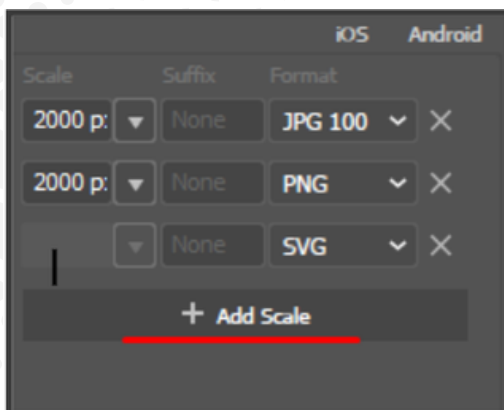 iOS Android
Scale Suffix Format
2000 p: None JPG 100
2000 p: None PNG
None SVG
+ Add Scale